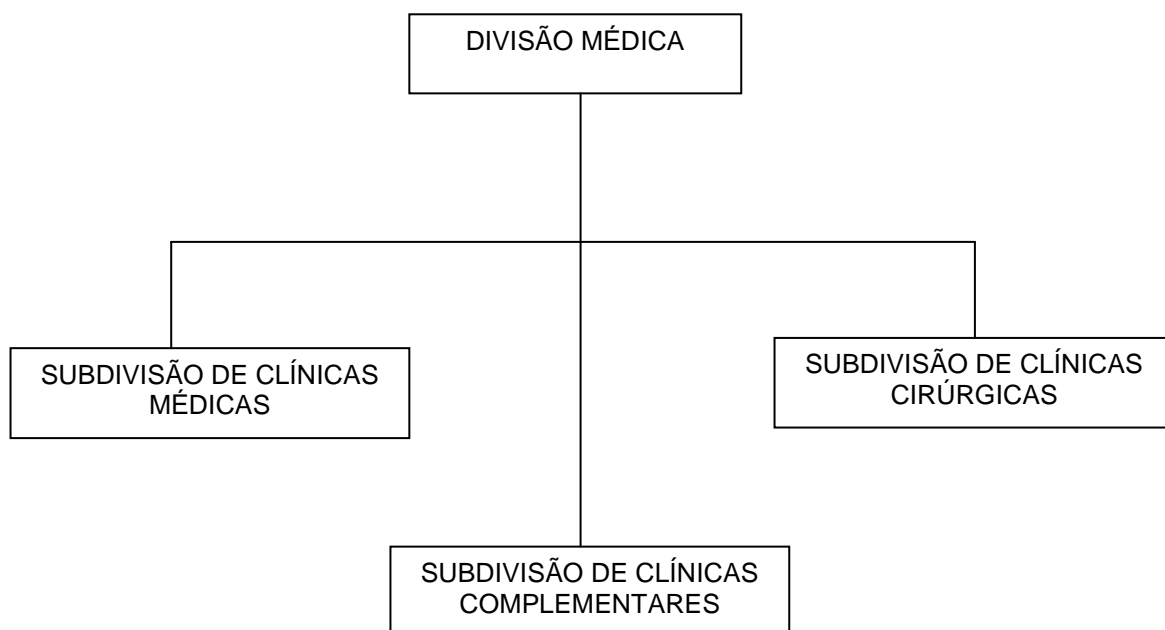 DIVISÃO MÉDICA
SUBDIVISÃO DE CLÍNICAS
MÉDICAS
SUBDIVISÃO DE CLÍNICAS
CIRÚRGICAS
SUBDIVISÃO DE CLÍNICAS
COMPLEMENTARES